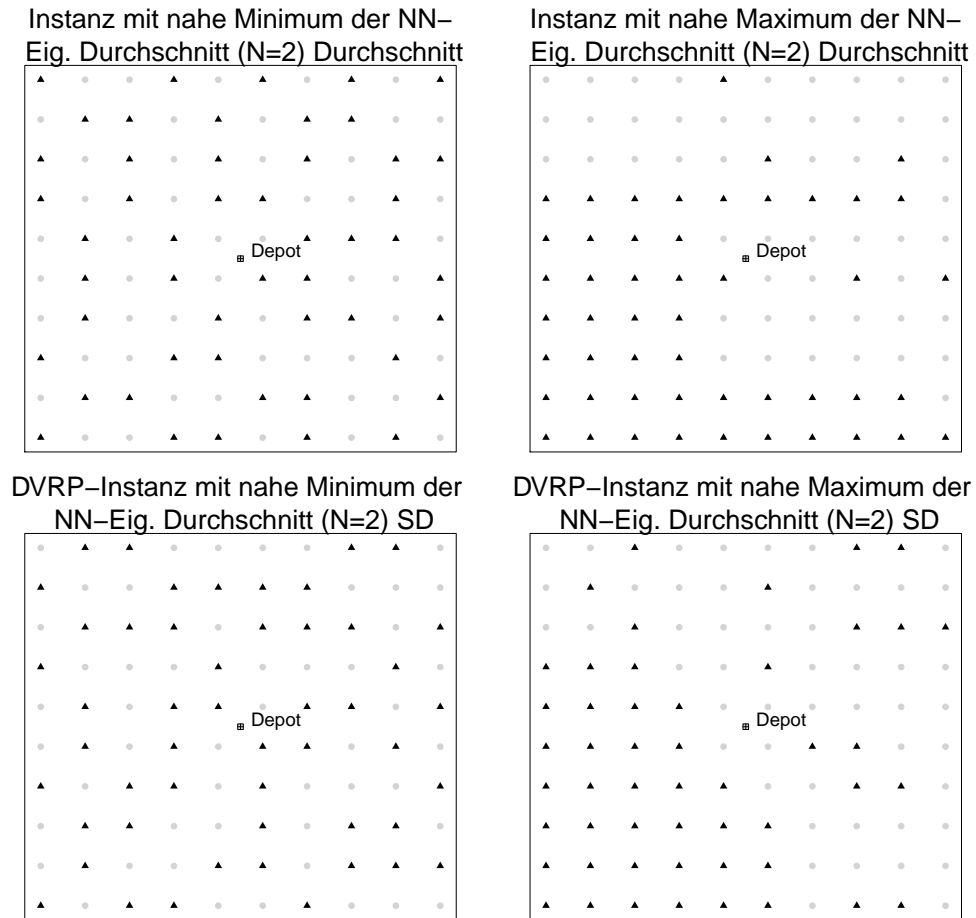 Instanz mit nahe Minimum der NN−
Eig. Durchschnitt (N=2) Durchschnitt
Depot
Instanz mit nahe Maximum der NN−
Eig. Durchschnitt (N=2) Durchschnitt
Depot
DVRP−Instanz mit nahe Minimum der
NN−Eig. Durchschnitt (N=2) SD
Depot
DVRP−Instanz mit nahe Maximum der
NN−Eig. Durchschnitt (N=2) SD
Depot